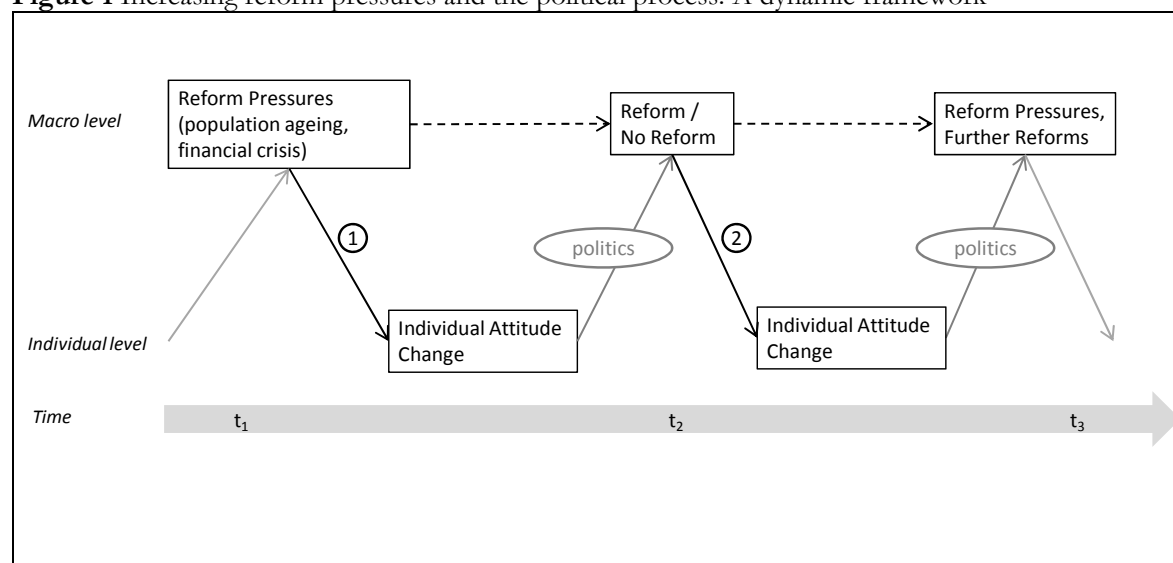 Figure 1 Increasing reform pressures and the political process: A dynamic framework
Macro level
Reform Pressures
(population ageing,
financial crisis)
Reform /
No Reform
Reform Pressures,
Further Reforms
1
politics
2
politics
Individual level
Individual Attitude
Change
Individual Attitude
Change
Time
t₁
t₂
t₃